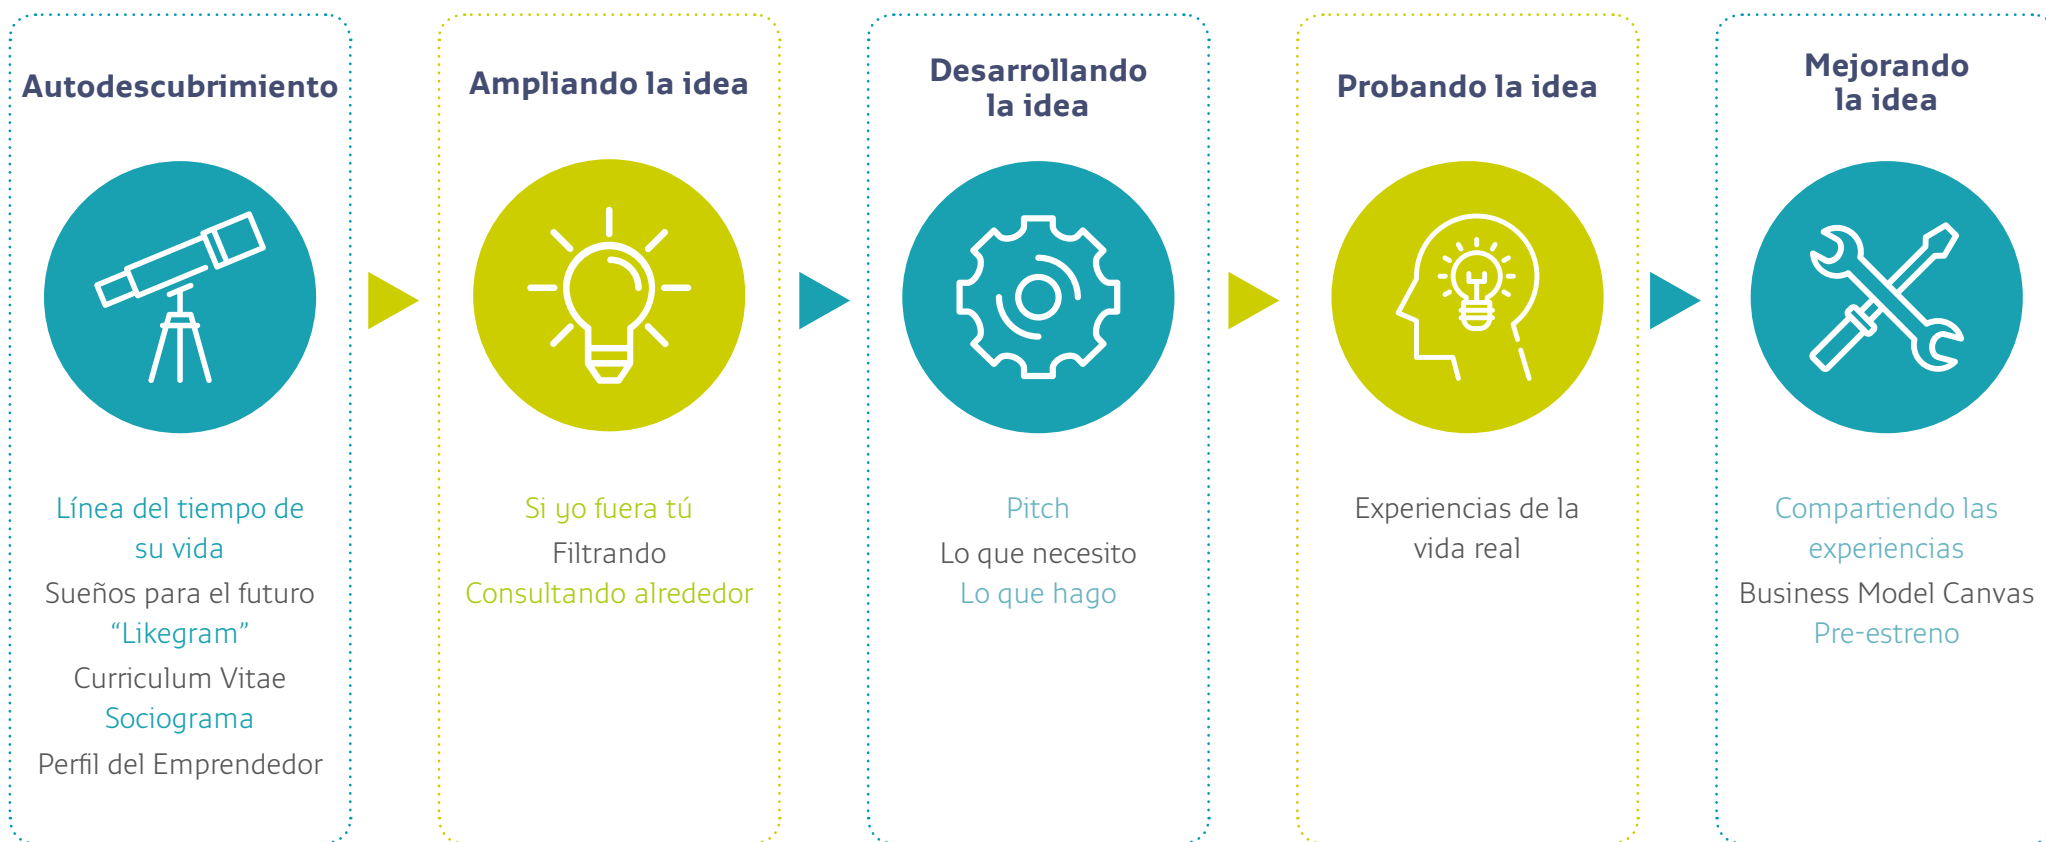 Autodescubrimiento
Línea del tiempo de
su vida
Sueños para el futuro
“Likegram”
Curriculum Vitae
Sociograma
Perfil del Emprendedor
Ampliando la idea
Si yo fuera tú
Filtrando
Consultando alrededor
Desarrollando
la idea
Pitch
Lo que necesito
Lo que hago
Probando la idea
Experiencias de la
vida real
Mejorando
la idea
Compartiendo las
experiencias
Business Model Canvas
Pre-estreno